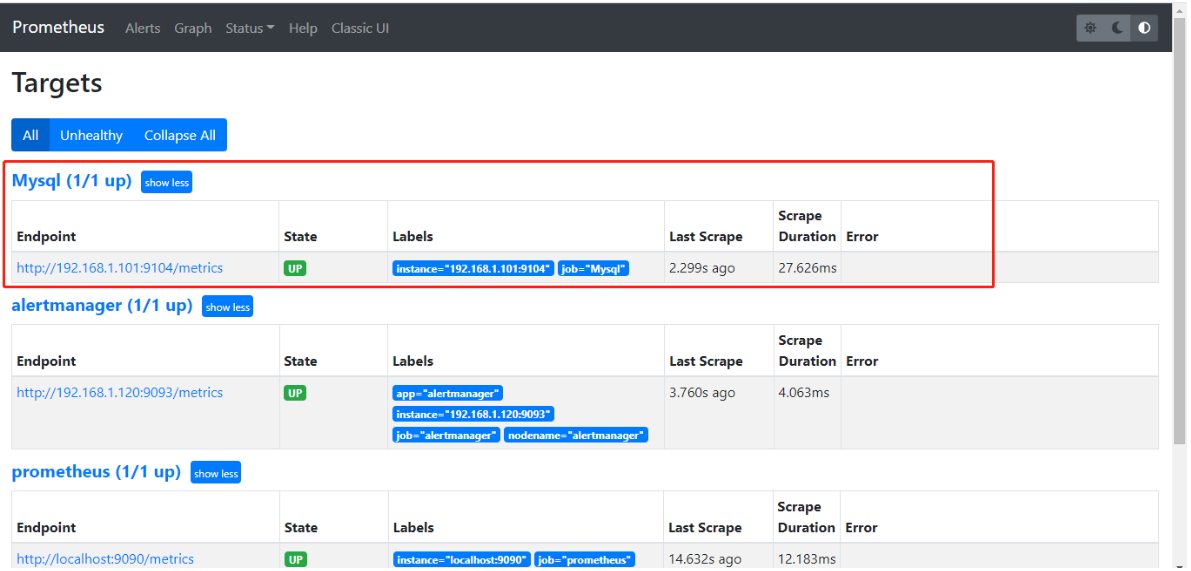 Prometheus Alerts Graph Status Help Classic UI
Targets
All Unhealthy Collapse All
Mysql (1/1 up) show less
Endpoint State Labels Last Scrape Scrape Duration Error
http://192.168.1.101:9104/metrics UP instance="192.168.1.101:9104" job="Mysql" 2.299s ago 27.626ms
alertmanager (1/1 up) show less
Endpoint State Labels Last Scrape Scrape Duration Error
http://192.168.1.120:9093/metrics UP app="alertmanager" 3.760s ago 4.063ms
instance="192.168.1.120:9093"
job="alertmanager" nodename="alertmanager"
prometheus (1/1 up) show less
Endpoint State Labels Last Scrape Scrape Duration Error
http://localhost:9090/metrics UP instance="localhost:9090" job="prometheus" 14.632s ago 12.183ms